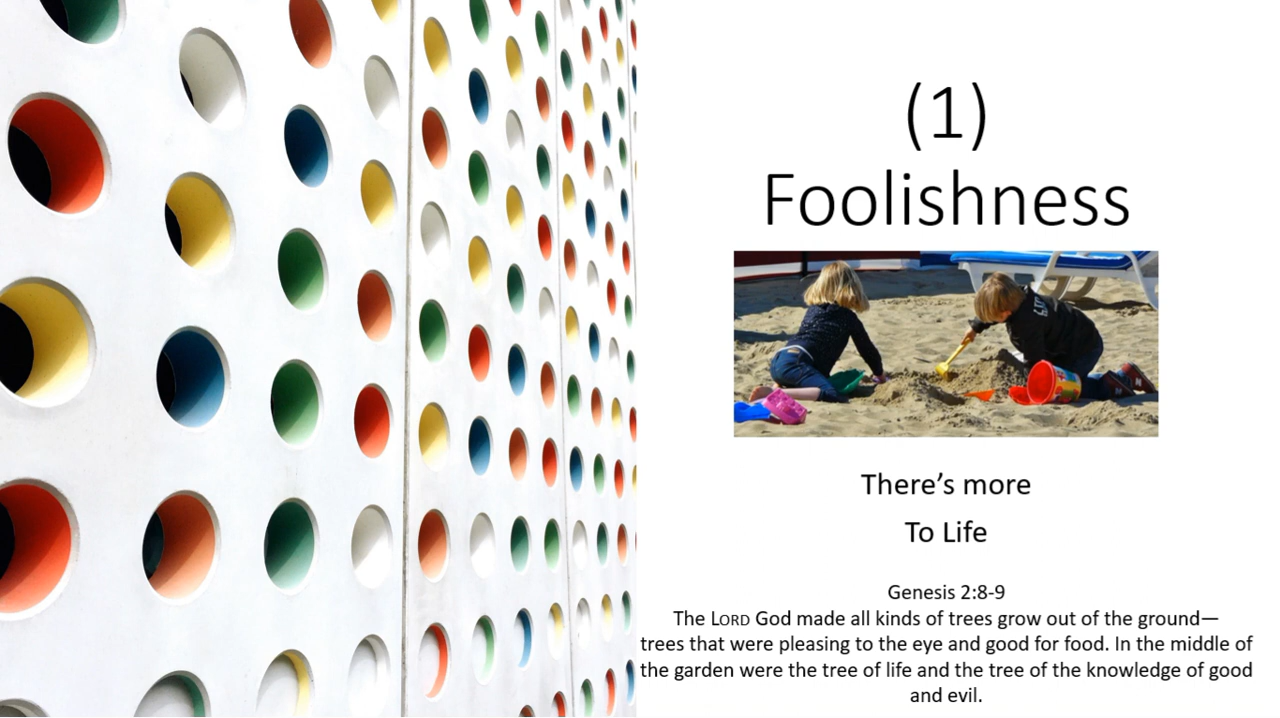 (1)
Foolishness
There’s more
To Life
Genesis 2:8-9
The LORD God made all kinds of trees grow out of the ground—
trees that were pleasing to the eye and good for food. In the middle of
the garden were the tree of life and the tree of the knowledge of good
and evil.